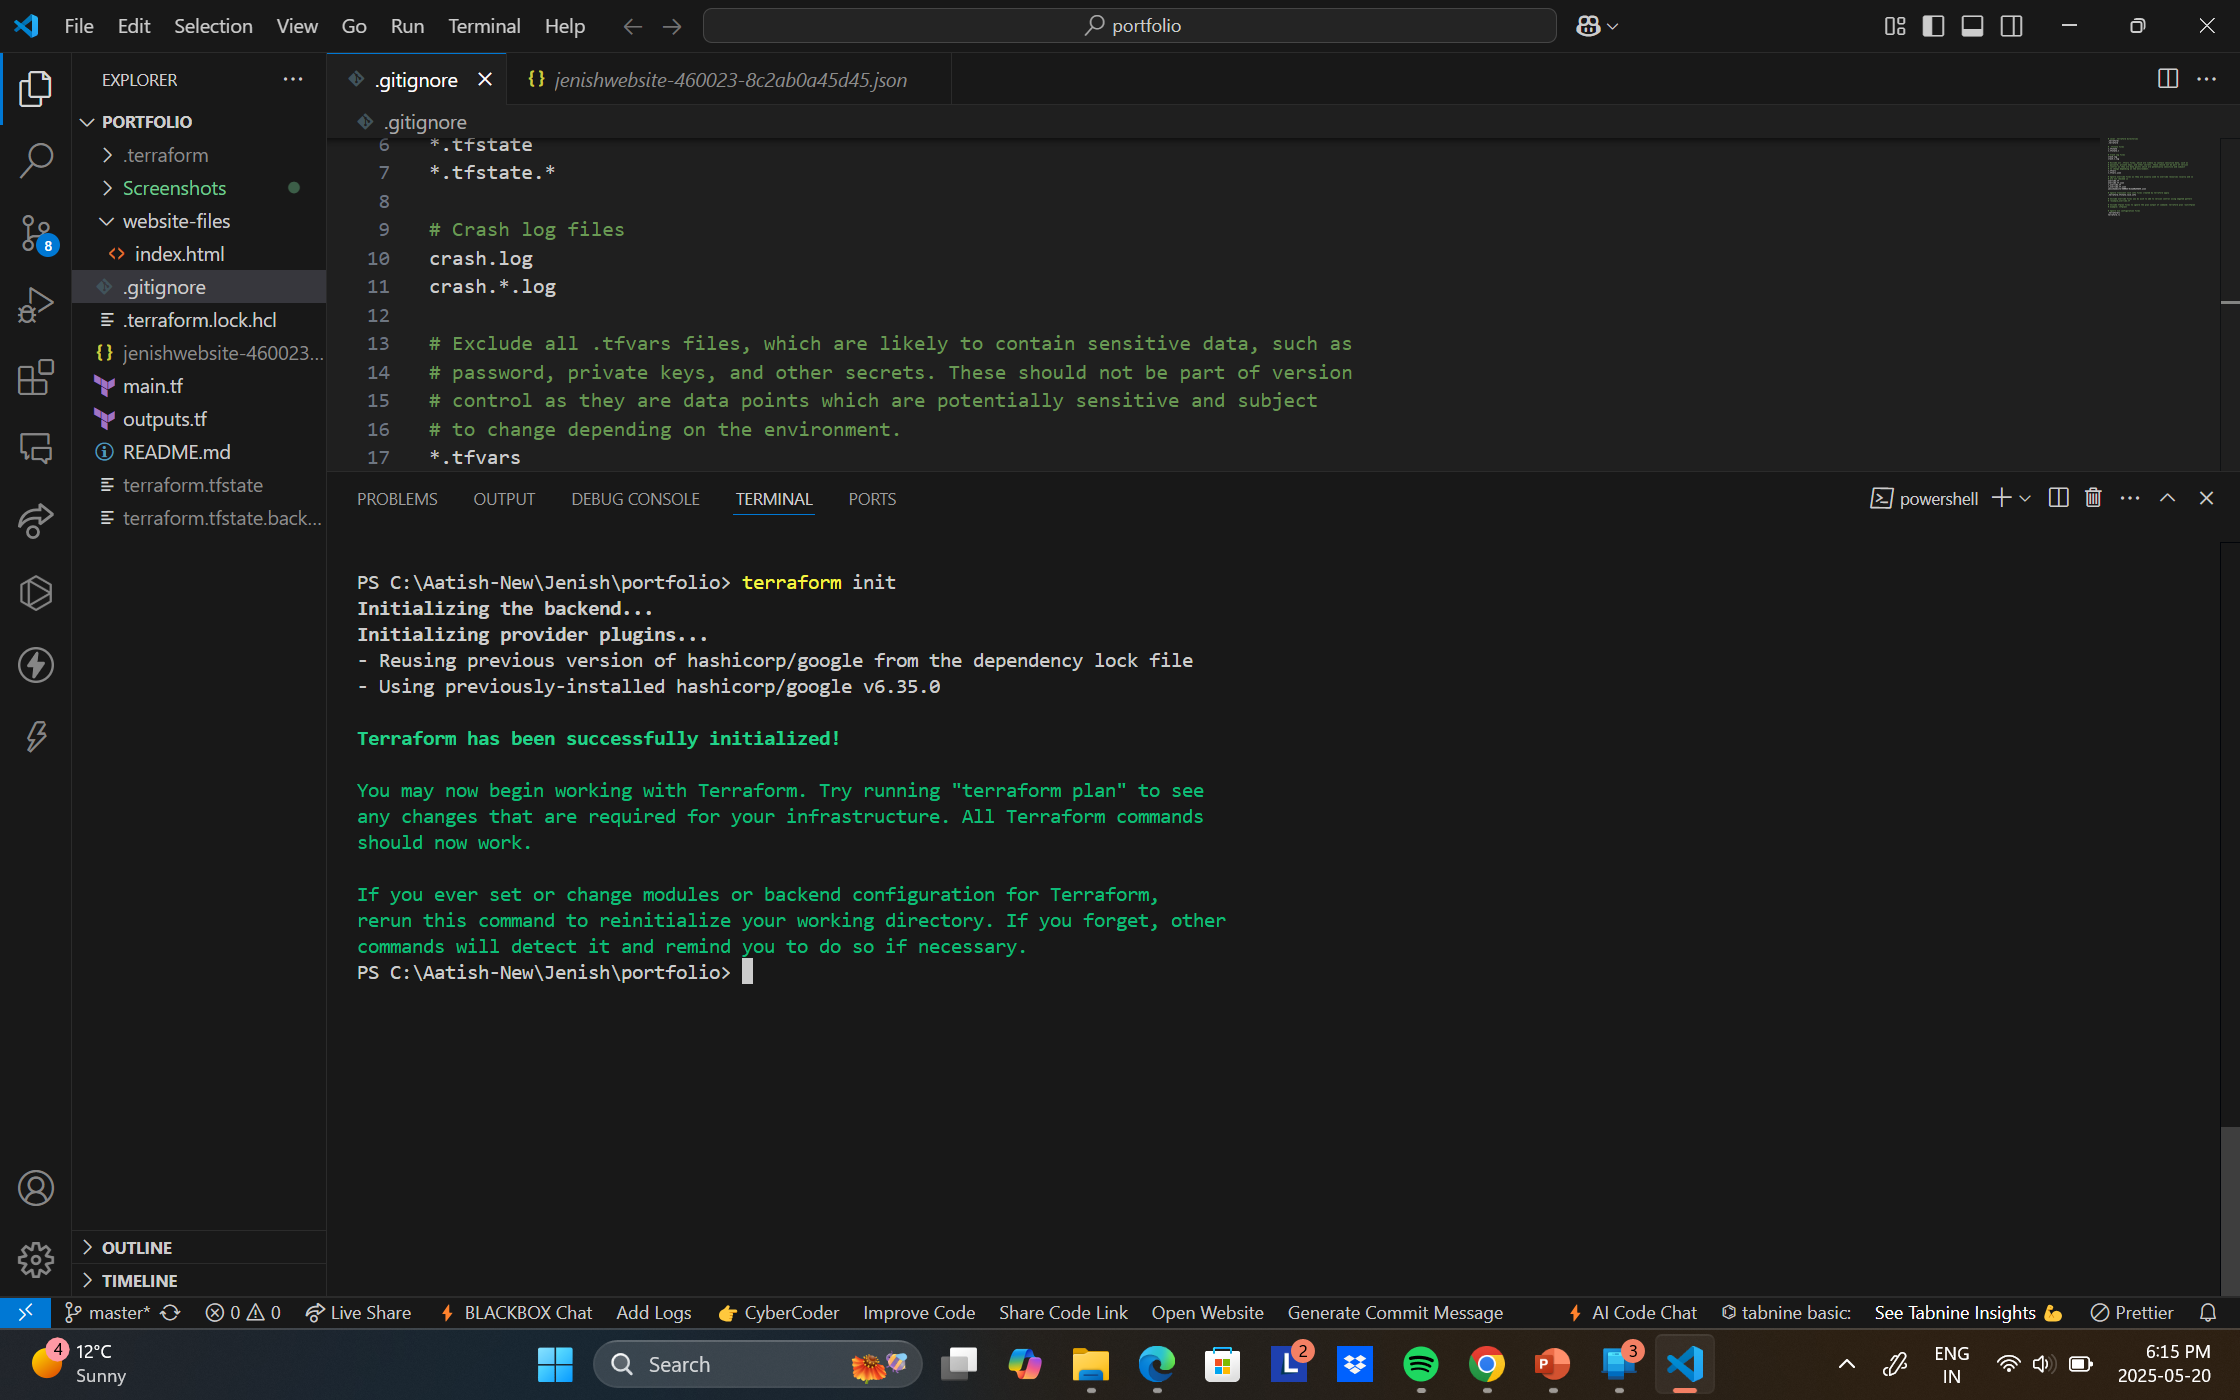 File Edit Selection View Go Run Terminal Help
portfolio
EXPLORER
PORTFOLIO
.terraform
Screenshots
website-files
index.html
.gitignore
.terraform.lock.hcl
jenishwebsite-460023...
main.tf
outputs.tf
README.md
terraform.tfstate
terraform.tfstate.back...
8
OUTLINE
TIMELINE
.gitignore
jenishwebsite-460023-8c2ab0a45d45.json
.gitignore
6 *.tfstate
7 *.tfstate.*
8
9 # Crash log files
10 crash.log
11 crash.*.log
12
13 # Exclude all .tfvars files, which are likely to contain sensitive data, such as
14 # password, private keys, and other secrets. These should not be part of version
15 # control as they are data points which are potentially sensitive and subject
16 # to change depending on the environment.
17 *.tfvars
PROBLEMS OUTPUT DEBUG CONSOLE TERMINAL PORTS
powershell
PS C:\Aatish-New\Jenish\portfolio> terraform init
Initializing the backend...
Initializing provider plugins...
- Reusing previous version of hashicorp/google from the dependency lock file
- Using previously-installed hashicorp/google v6.35.0
Terraform has been successfully initialized!
You may now begin working with Terraform. Try running "terraform plan" to see
any changes that are required for your infrastructure. All Terraform commands
should now work.
If you ever set or change modules or backend configuration for Terraform,
rerun this command to reinitialize your working directory. If you forget, other
commands will detect it and remind you to do so if necessary.
PS C:\Aatish-New\Jenish\portfolio>
master* 0 0 Live Share BLACKBOX Chat Add Logs CyberCoder Improve Code Share Code Link Open Website Generate Commit Message AI Code Chat tabnine basic: See Tabnine Insights Prettier
4
12°C
Sunny
Search
L
2
P
3
ENG
IN
6:15 PM
2025-05-20